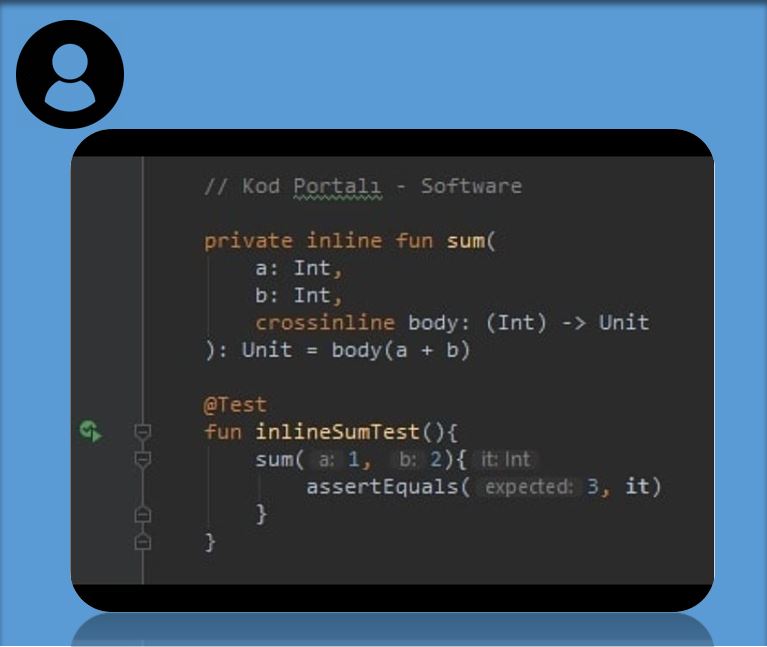 // Kod Portalı - Software
private inline fun sum(
a: Int,
b: Int,
crossinline body: (Int) -> Unit
): Unit = body(a + b)
@Test
fun inlineSumTest(){
sum( a: 1, b: 2){ it: Int
assertEquals( expected: 3, it)
}
}